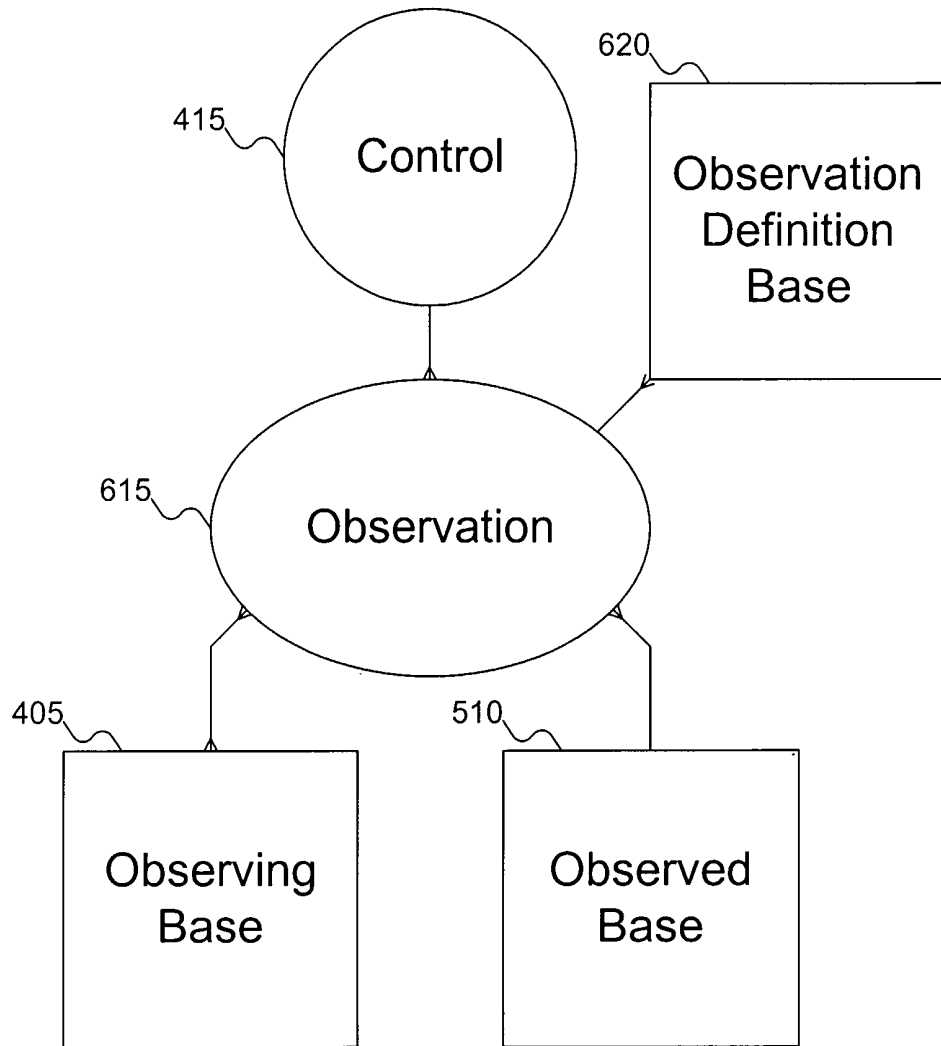 620
415
Control
Observation
Definition
Base
615
Observation
405
510
Observing
Base
Observed
Base